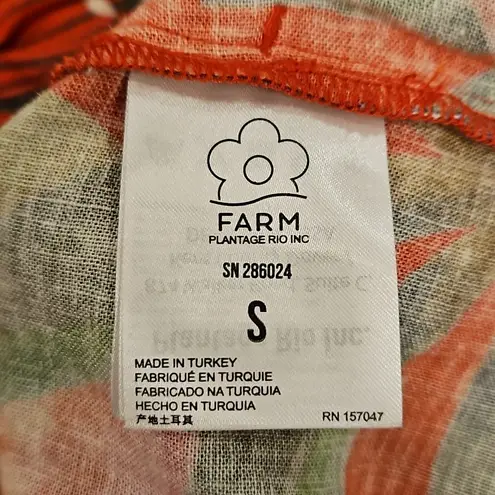 FARM
PLANTAGE RIO INC
SN 286024
S
MADE IN TURKEY
FABRIQUÉ EN TURQUIE
FABRICADO NA TURQUIA
HECHO EN TURQUIA
产地土耳其
RN 157047